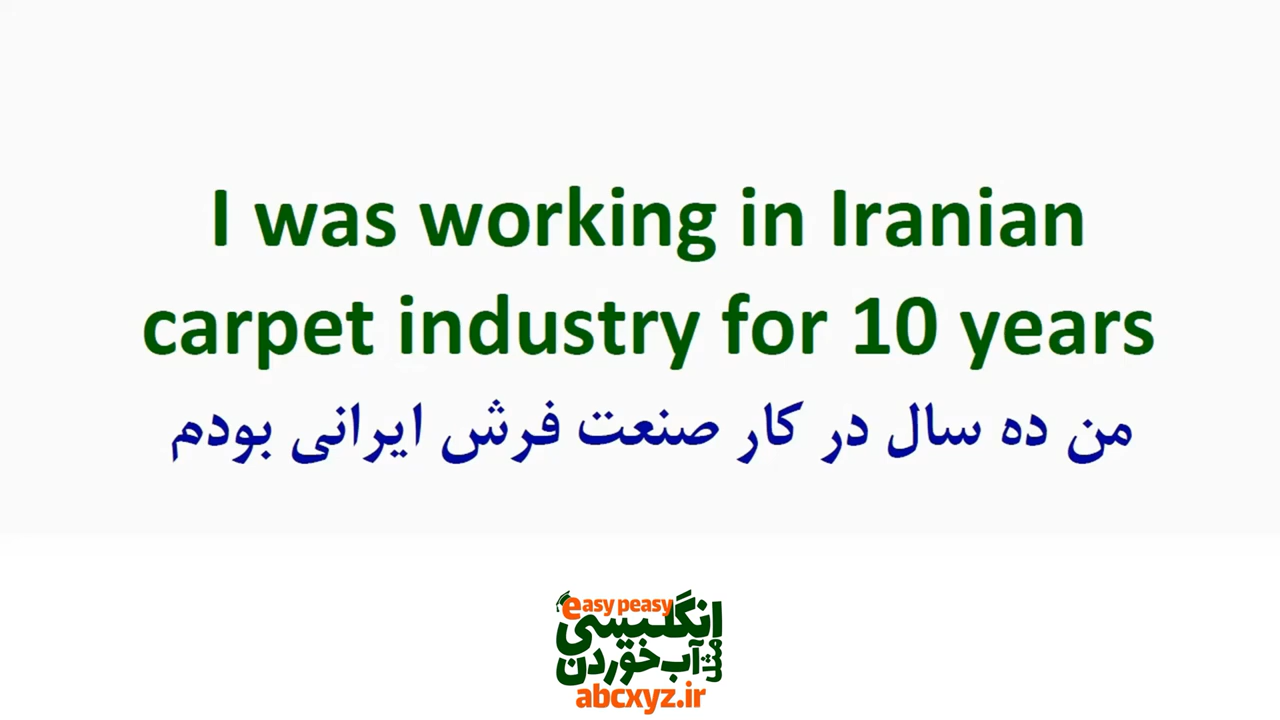 I was working in Iranian
carpet industry for 10 years
من ده سال در کار صنعت فرش ایرانی بودم
easy peasy
انگلیسی
مثل آب خوردن
abcxyz.ir